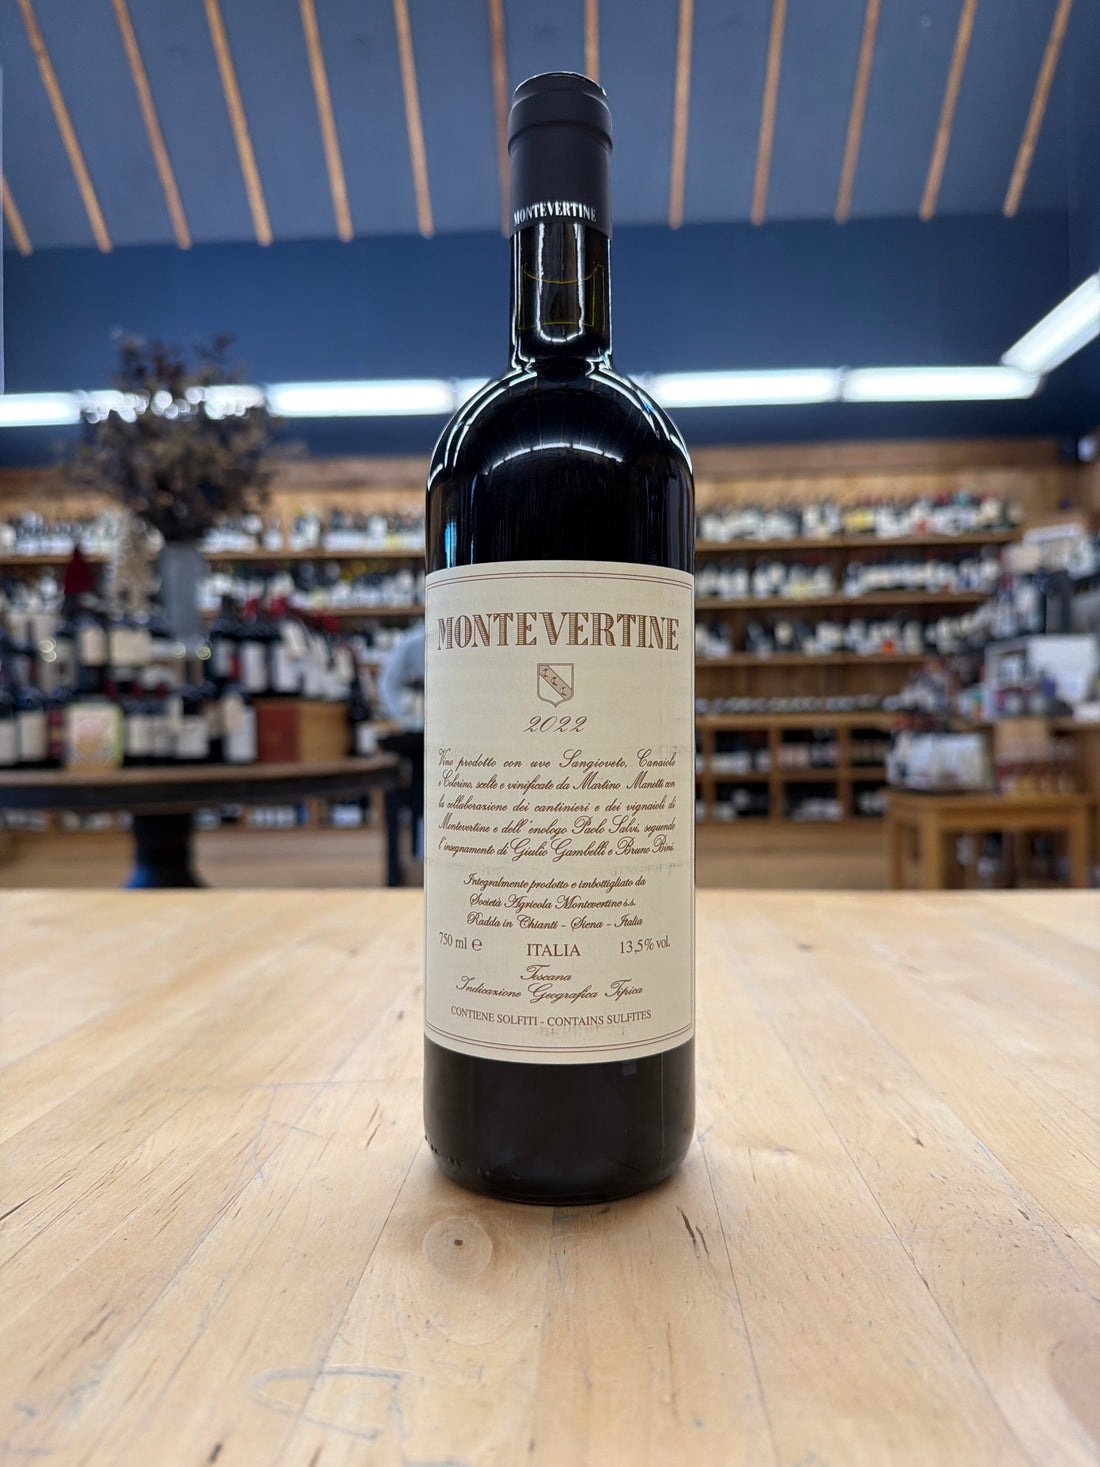 MONTEVERTINE
MONTEVERTINE
2022
Vino prodotto con uve Sangioveto, Canaiolo
e Colorino, scelte e vinificate da Martino Manetti con
la collaborazione dei cantinieri e dei vignaioli di
Montevertine e dell'enologo Paolo Salvi, seguendo
l'insegnamento di Giulio Gambelli e Bruno Bini.
Integralmente prodotto e imbottigliato da
Società Agricola Montevertine s.s.
Radda in Chianti - Siena - Italia
750 ml ℮ ITALIA 13,5% vol.
Toscana
Indicazione Geografica Tipica
CONTIENE SOLFITI - CONTAINS SULFITES